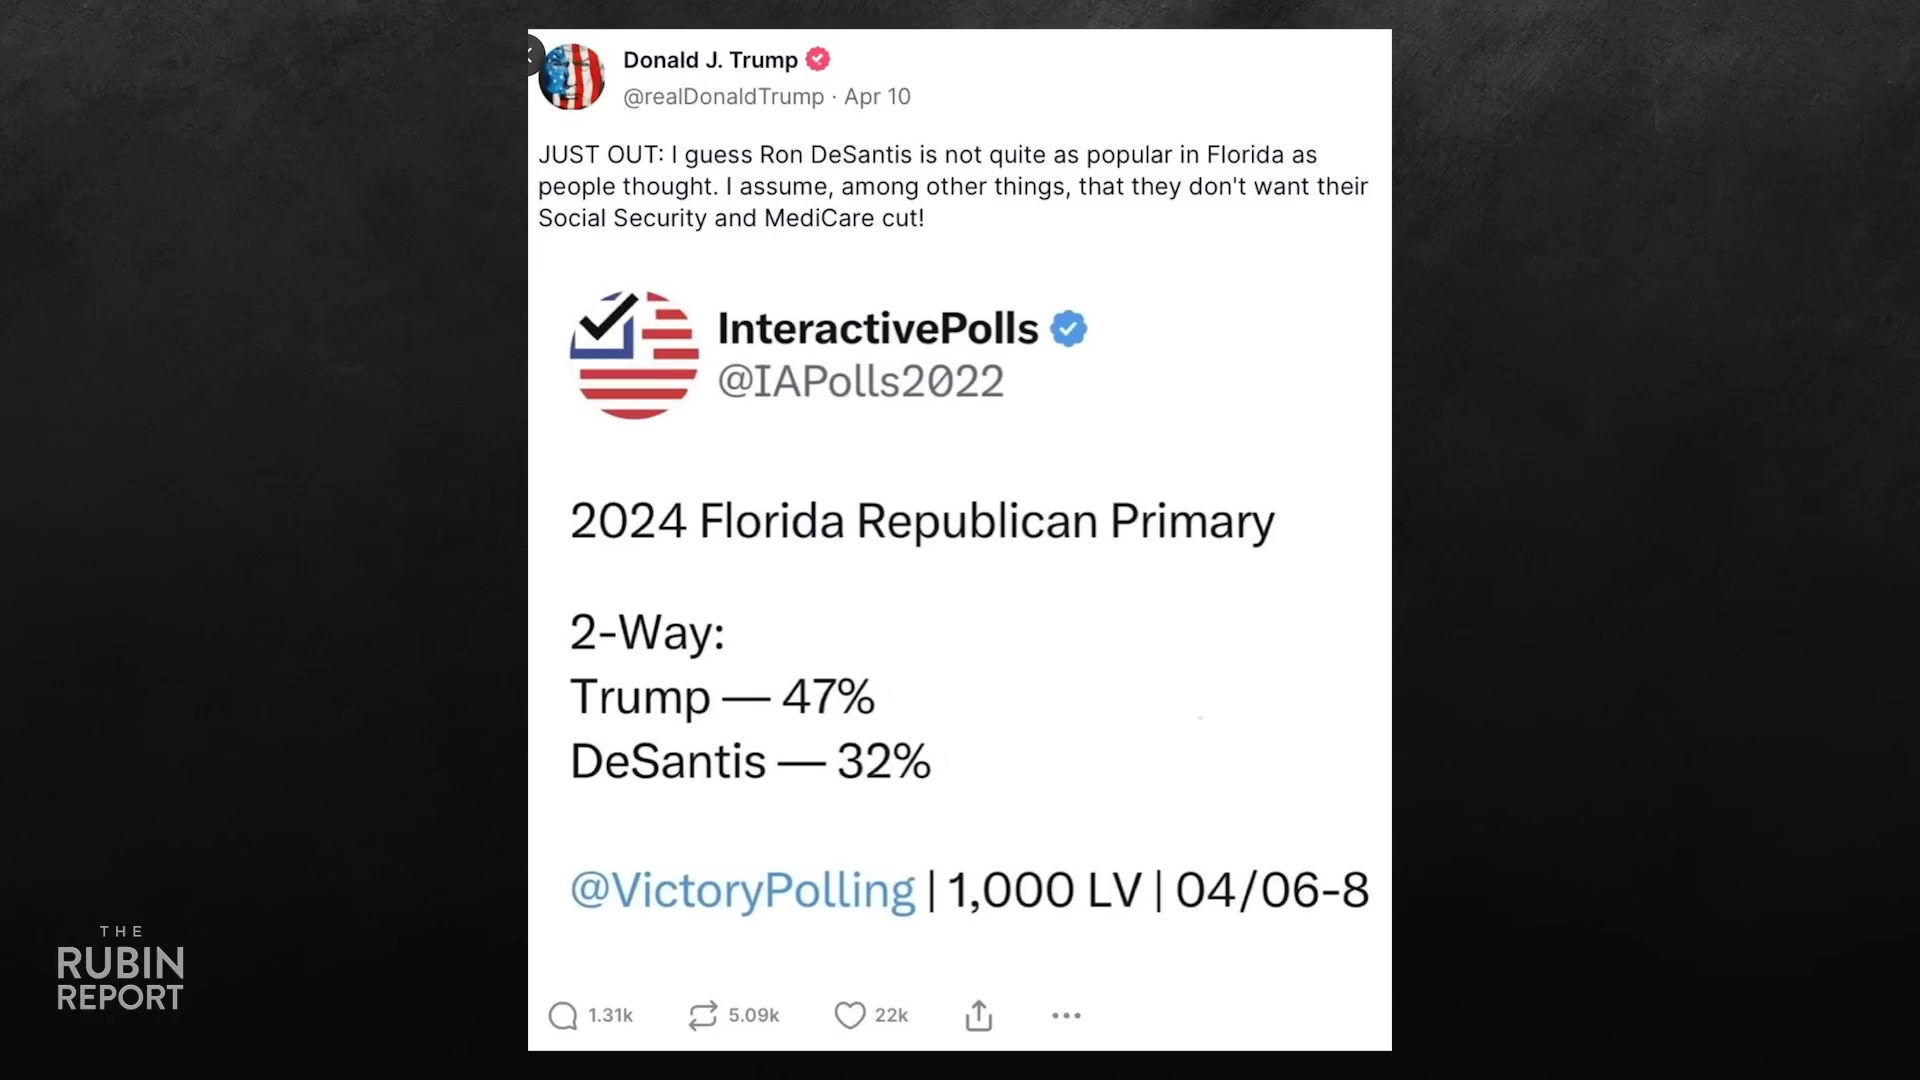 Donald J. Trump
@realDonaldTrump · Apr 10
JUST OUT: I guess Ron DeSantis is not quite as popular in Florida as
people thought. I assume, among other things, that they don't want their
Social Security and MediCare cut!
InteractivePolls
@IAPolls2022
2024 Florida Republican Primary
2-Way:
Trump — 47%
DeSantis — 32%
@VictoryPolling | 1,000 LV | 04/06-8
1.31k 5.09k 22k
THE
RUBIN
REPORT